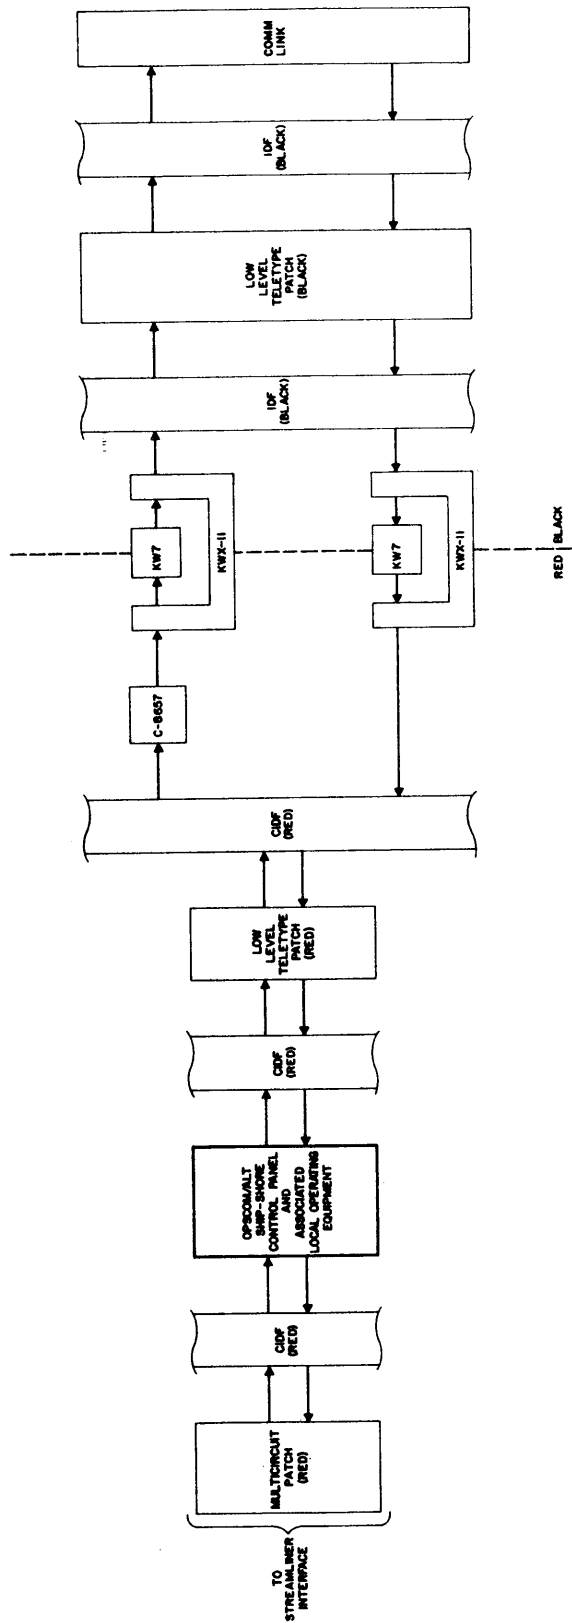 TO
STREAMLINER
INTERFACE
MULTICIRCUIT
PATCH
(RED)
CIDF
(RED)
OPSCOM/ALT
SHIP-SHORE
CONTROL PANEL
AND
ASSOCIATED
LOCAL OPERATING
EQUIPMENT
CIDF
(RED)
LOW
LEVEL
TELETYPE
PATCH
(RED)
CIDF
(RED)
C-8657
KW7
KWX-11
KW7
KWX-11
RED
BLACK
IDF
(BLACK)
LOW
LEVEL
TELETYPE
PATCH
(BLACK)
IDF
(BLACK)
COMM
LINK